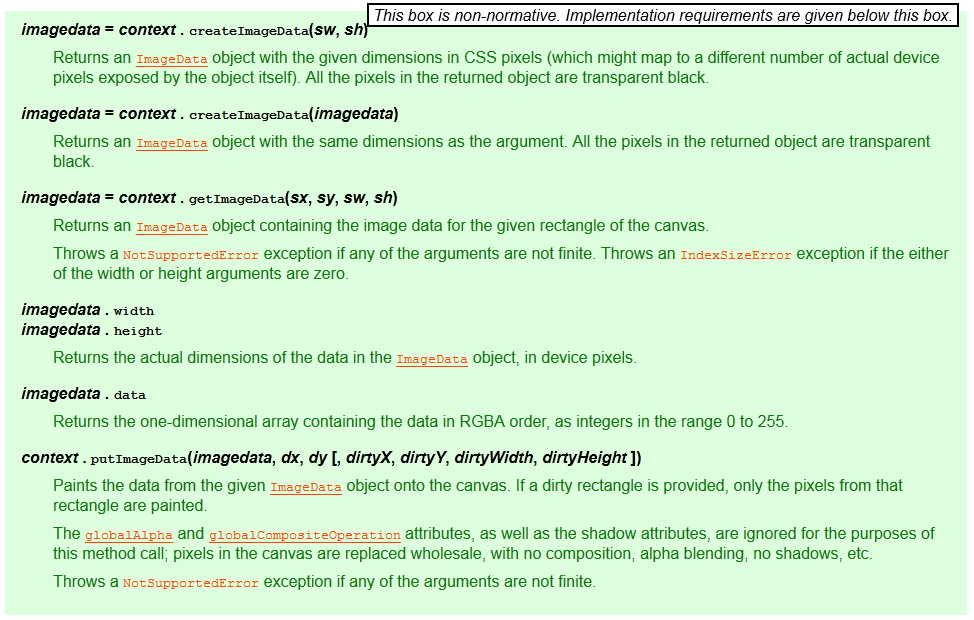 This box is non-normative. Implementation requirements are given below this box.
imagedata = context . createImageData(sw, sh)
Returns an ImageData object with the given dimensions in CSS pixels (which might map to a different number of actual device
pixels exposed by the object itself). All the pixels in the returned object are transparent black.
imagedata = context . createImageData(imagedata)
Returns an ImageData object with the same dimensions as the argument. All the pixels in the returned object are transparent
black.
imagedata = context . getImageData(sx, sy, sw, sh)
Returns an ImageData object containing the image data for the given rectangle of the canvas.
Throws a NotSupportedError exception if any of the arguments are not finite. Throws an IndexSizeError exception if the either
of the width or height arguments are zero.
imagedata . width
imagedata . height
Returns the actual dimensions of the data in the ImageData object, in device pixels.
imagedata . data
Returns the one-dimensional array containing the data in RGBA order, as integers in the range 0 to 255.
context . putImageData(imagedata, dx, dy [, dirtyX, dirtyY, dirtyWidth, dirtyHeight ])
Paints the data from the given ImageData object onto the canvas. If a dirty rectangle is provided, only the pixels from that
rectangle are painted.
The globalAlpha and globalCompositeOperation attributes, as well as the shadow attributes, are ignored for the purposes of
this method call; pixels in the canvas are replaced wholesale, with no composition, alpha blending, no shadows, etc.
Throws a NotSupportedError exception if any of the arguments are not finite.